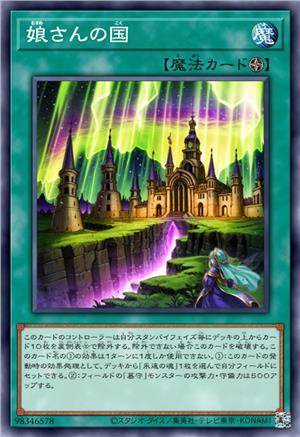 娘さんの国
むすめ
こく
魔
ま
【魔法カード】
まほう
このカードのコントローラーは自分スタンバイフェイズ毎にデッキの上からカード10枚を裏側表示で除外する。除外できない場合このカードを破壊する。このカード名の①の効果は1ターンに1度しか使用できない。①：このカードの発動時の効果処理として、デッキから「永遠の魂」1枚を選んで自分フィールドにセットできる。②：フィールドの「墓守」モンスターの攻撃力・守備力は500アップする。
98346578
©スタジオ・ダイス/集英社・テレビ東京・KONAMI